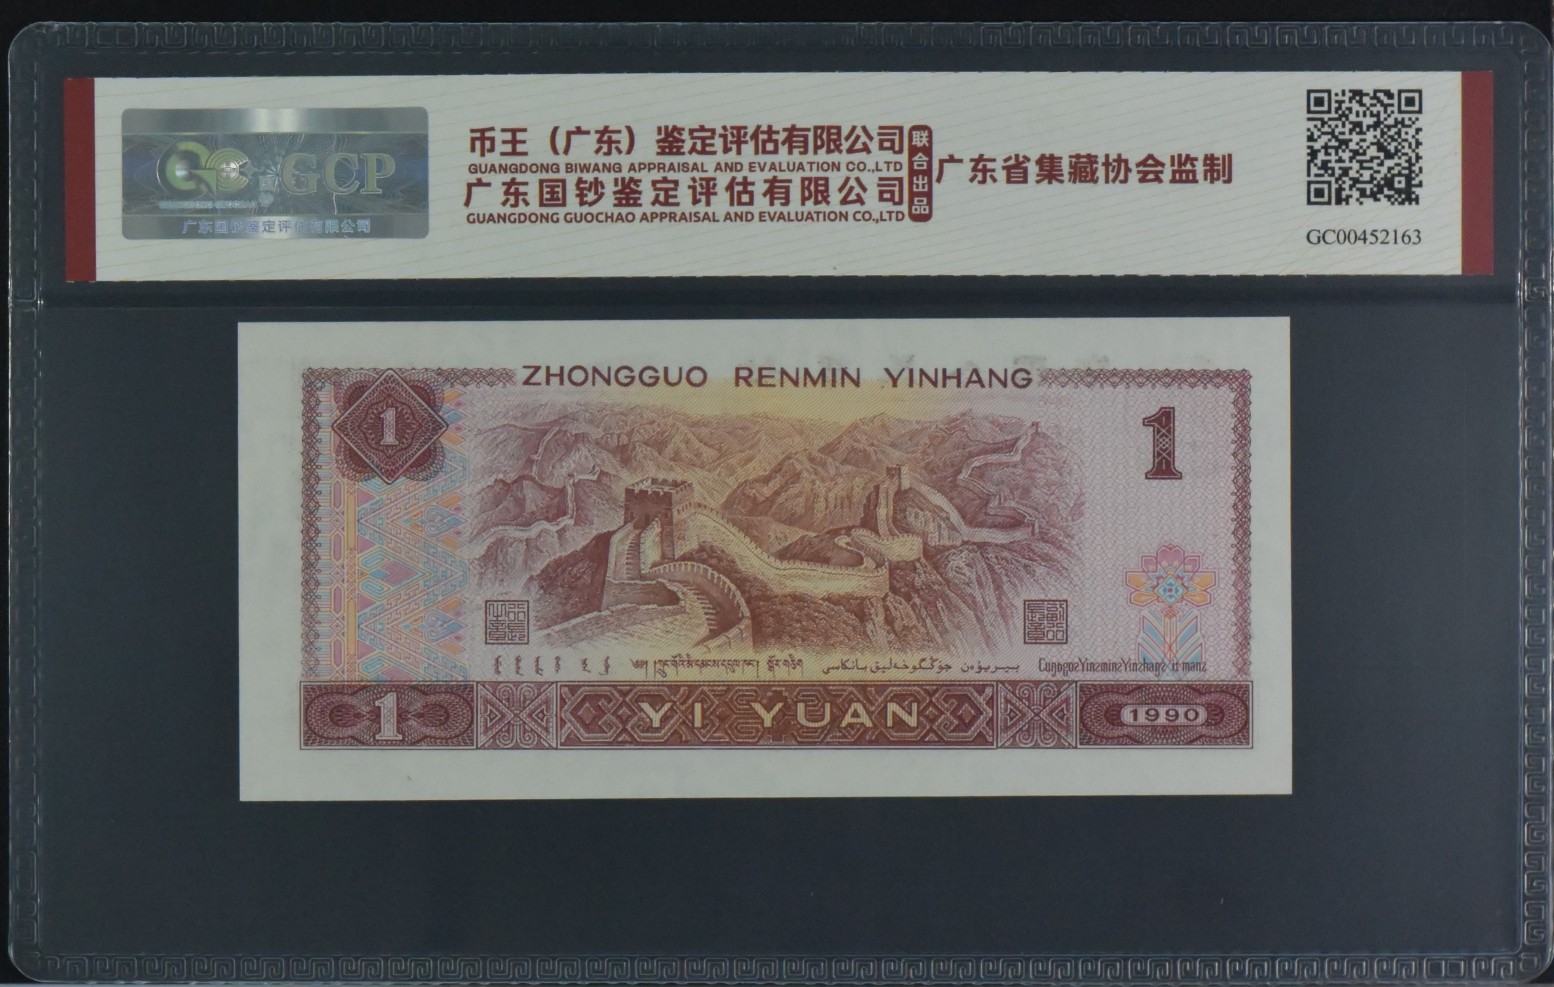 GCP
广东国钞鉴定评估有限公司
币王（广东）鉴定评估有限公司
GUANGDONG BIWANG APPRAISAL AND EVALUATION CO.,LTD
广东国钞鉴定评估有限公司
GUANGDONG GUOCHAO APPRAISAL AND EVALUATION CO.,LTD
联合出品
广东省集藏协会监制
GC00452163
ZHONGGUO RENMIN YINHANG
1
1
1
YI YUAN
1990